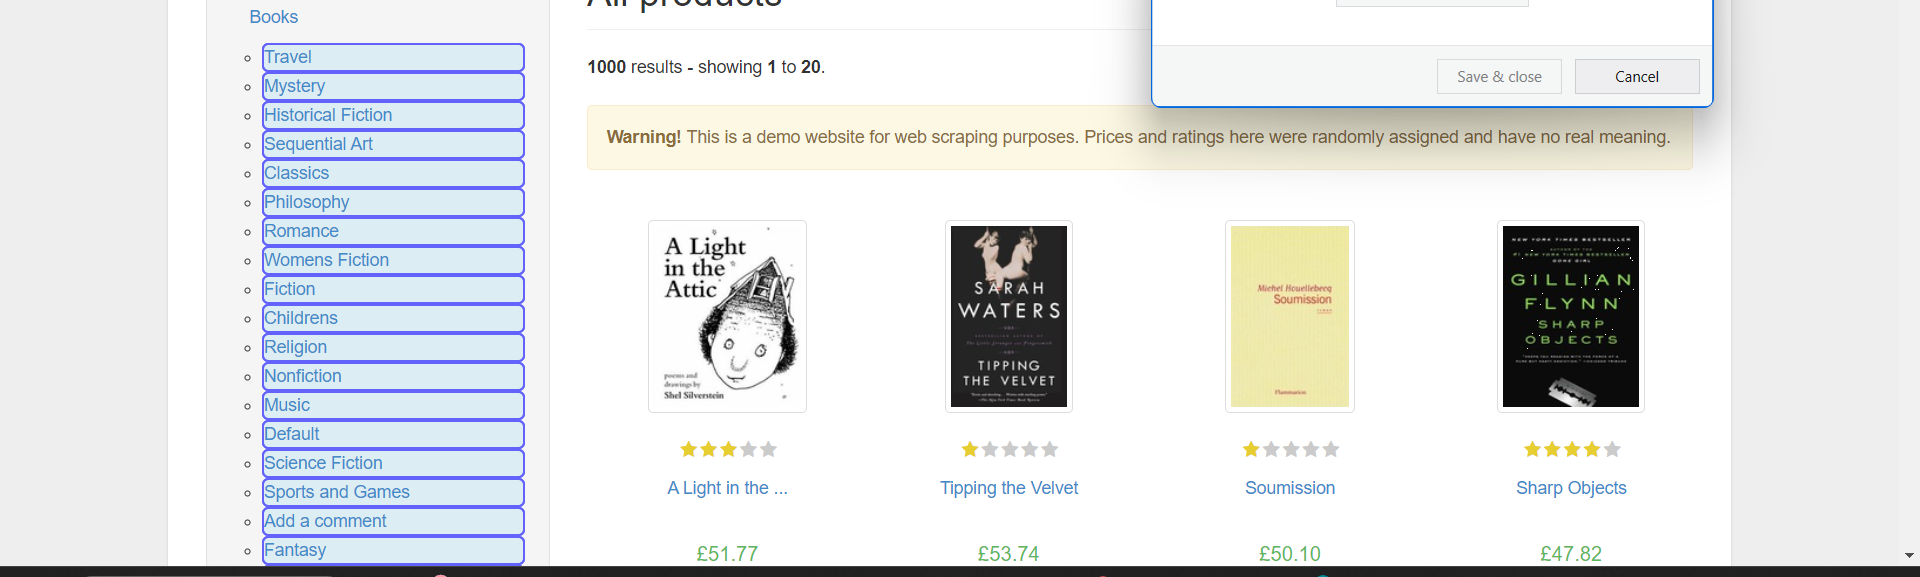 Books
Travel
Mystery
Historical Fiction
Sequential Art
Classics
Philosophy
Romance
Womens Fiction
Fiction
Childrens
Religion
Nonfiction
Music
Default
Science Fiction
Sports and Games
Add a comment
Fantasy
All products
1000 results - showing 1 to 20.
Save & close
Cancel
Warning! This is a demo website for web scraping purposes. Prices and ratings here were randomly assigned and have no real meaning.
A Light
in the
Attic
poems and
drawings by
Shel Silverstein
SARAH
WATERS
TIPPING
THE VELVET
Michel Houellebecq
Soumission
Flammarion
NEW YORK TIMES BESTSELLER
GILLIAN
FLYNN
SHARP
OBJECTS
A Light in the ...
Tipping the Velvet
Soumission
Sharp Objects
£51.77
£53.74
£50.10
£47.82